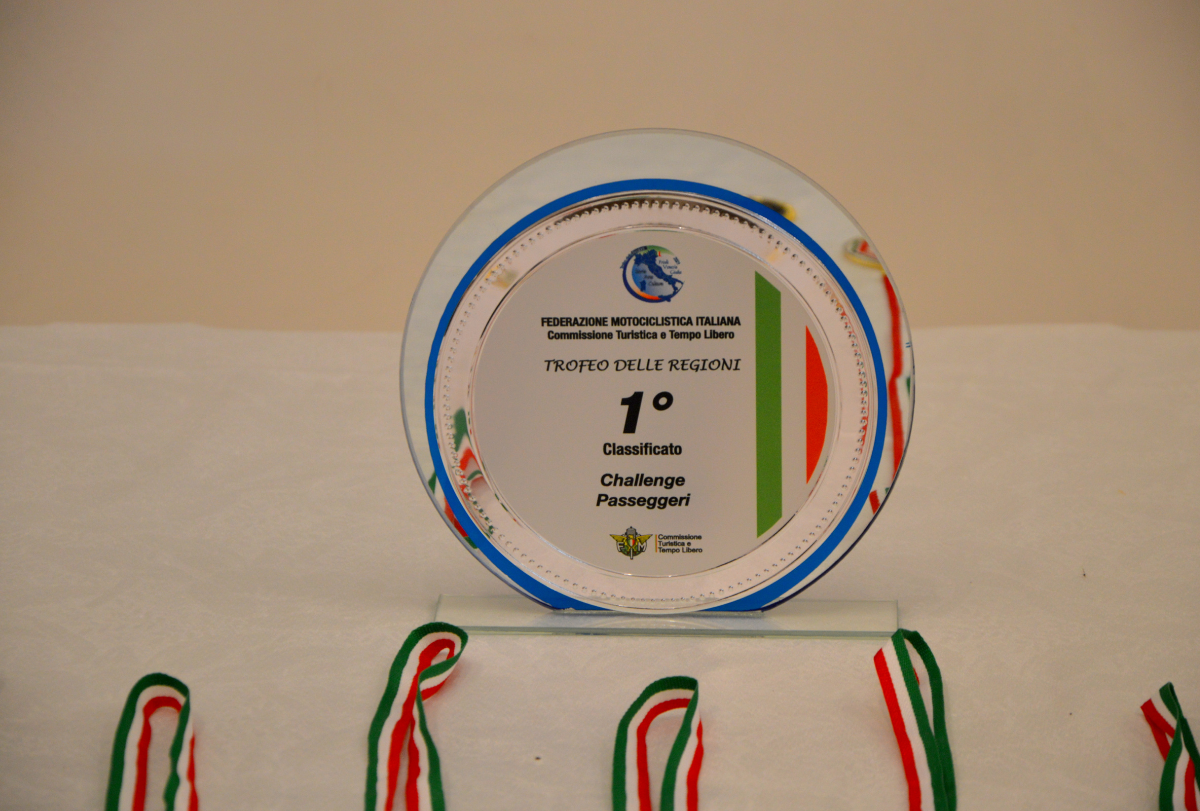 FEDERAZIONE MOTOCICLISTICA ITALIANA
Commissione Turistica e Tempo Libero
TROFEO DELLE REGIONI
1°
Classificato
Challenge
Passeggeri
Commissione
Turistica e
Tempo Libero